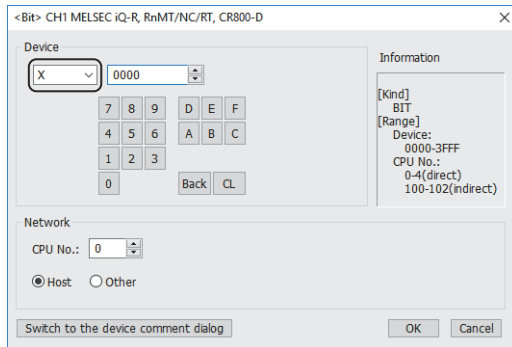 <Bit> CH1 MELSEC iQ-R, RnMT/NC/RT, CR800-D
Device
X 0000
7 8 9 D E F
4 5 6 A B C
1 2 3
0 Back CL
Information
[Kind]
BIT
[Range]
Device:
0000-3FFF
CPU No.:
0-4(direct)
100-102(indirect)
Network
CPU No.: 0
Host Other
Switch to the device comment dialog OK Cancel